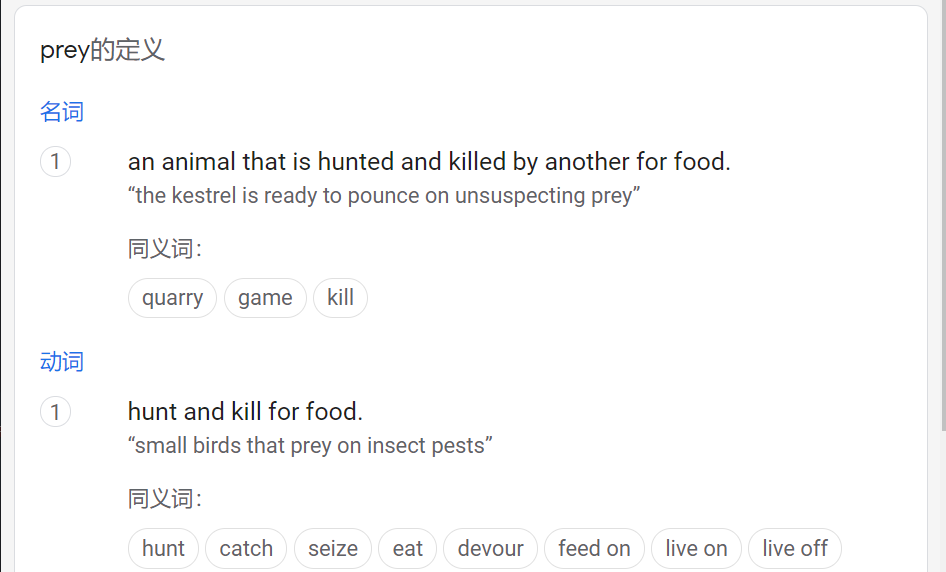 prey的定义
名词
1 an animal that is hunted and killed by another for food.
“the kestrel is ready to pounce on unsuspecting prey”
同义词：
quarry game kill
动词
1 hunt and kill for food.
“small birds that prey on insect pests”
同义词：
hunt catch seize eat devour feed on live on live off